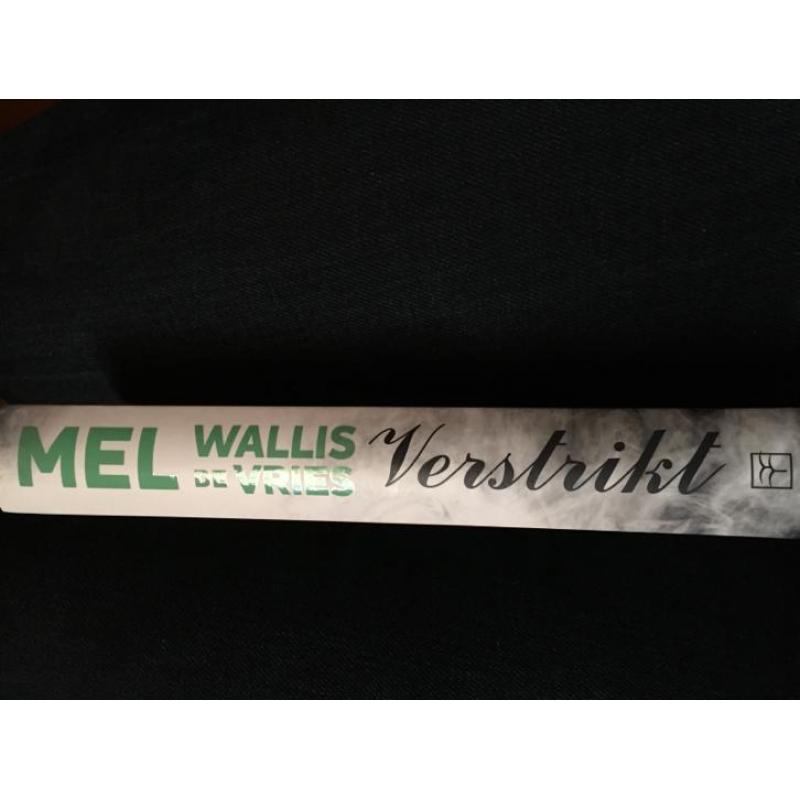 MEL
WALLIS
DE VRIES
Verstrikt